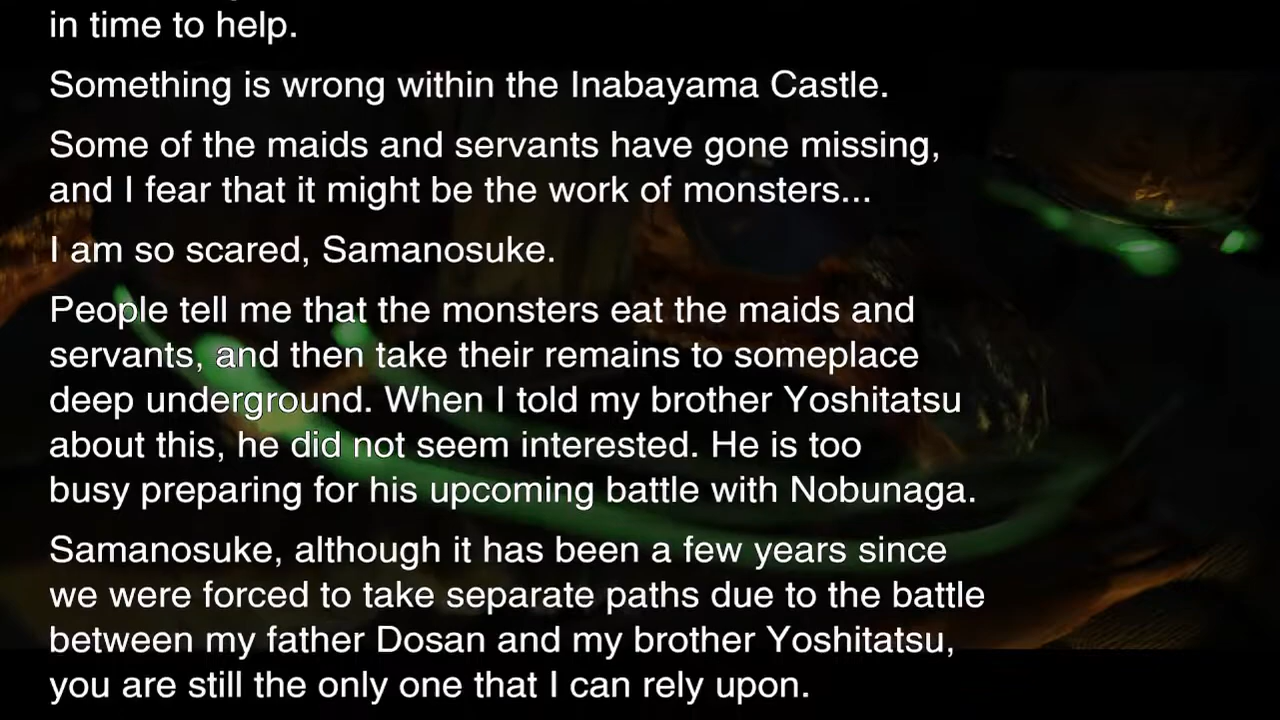 in time to help.
Something is wrong within the Inabayama Castle.
Some of the maids and servants have gone missing,
and I fear that it might be the work of monsters...
I am so scared, Samanosuke.
People tell me that the monsters eat the maids and
servants, and then take their remains to someplace
deep underground. When I told my brother Yoshitatsu
about this, he did not seem interested. He is too
busy preparing for his upcoming battle with Nobunaga.
Samanosuke, although it has been a few years since
we were forced to take separate paths due to the battle
between my father Dosan and my brother Yoshitatsu,
you are still the only one that I can rely upon.